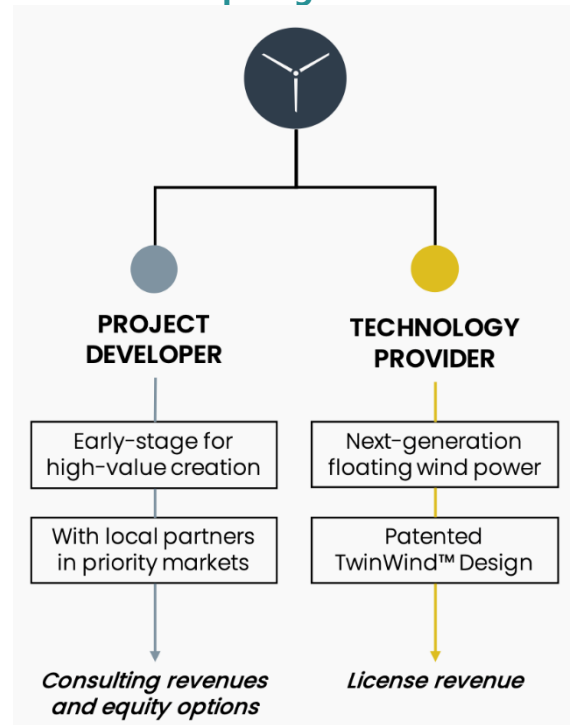 PROJECT
DEVELOPER
Early-stage for
high-value creation
With local partners
in priority markets
Consulting revenues
and equity options
TECHNOLOGY
PROVIDER
Next-generation
floating wind power
Patented
TwinWind™ Design
License revenue